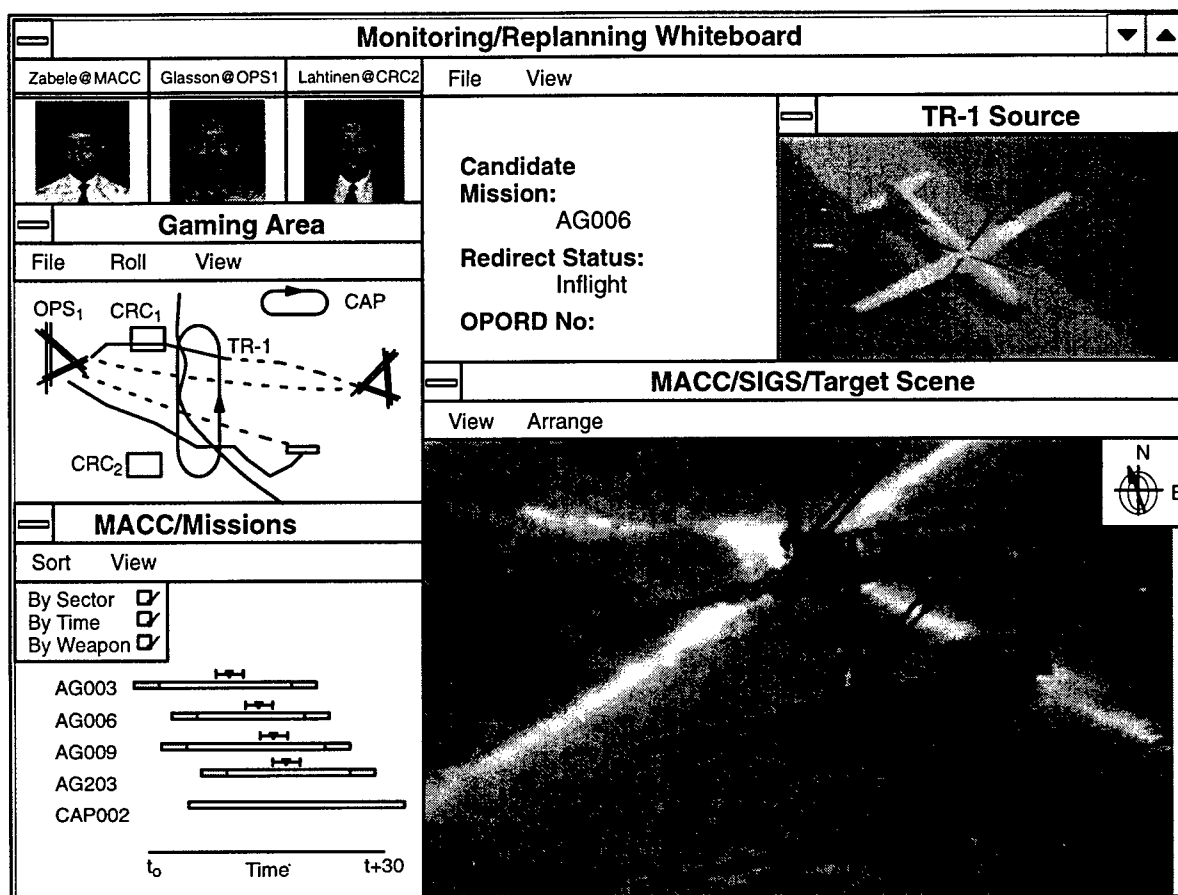 Monitoring/Replanning Whiteboard
Zabele@MACC
Glasson@OPS1
Lahtinen@CRC2
File View
Candidate
Mission:
AG006
Redirect Status:
Inflight
OPORD No:
TR-1 Source
Gaming Area
File Roll View
OPS1
CRC1
CAP
TR-1
CRC2
MACC/SIGS/Target Scene
View Arrange
N
E
MACC/Missions
Sort View
By Sector
By Time
By Weapon
AG003
AG006
AG009
AG203
CAP002
to Time t+30